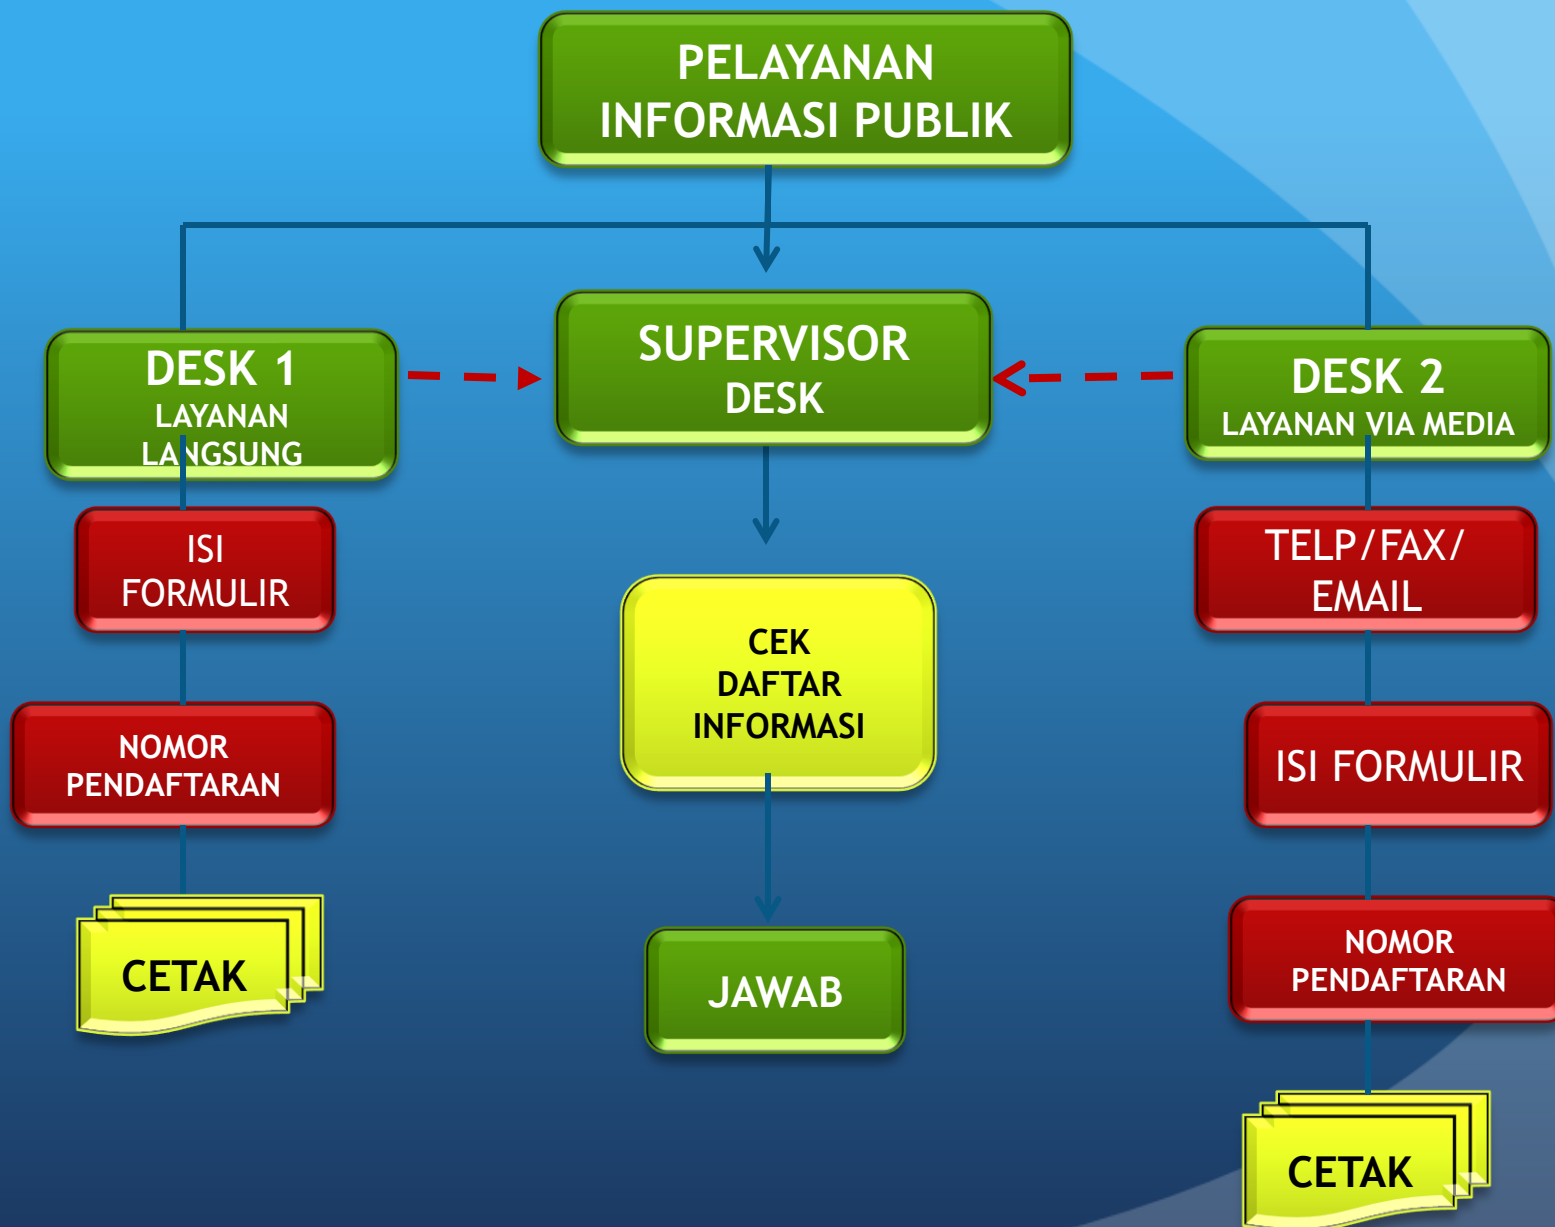 PELAYANAN
INFORMASI PUBLIK
DESK 1
LAYANAN
LANGSUNG
ISI
FORMULIR
NOMOR
PENDAFTARAN
CETAK
SUPERVISOR
DESK
CEK
DAFTAR
INFORMASI
JAWAB
DESK 2
LAYANAN VIA MEDIA
TELP/FAX/
EMAIL
ISI FORMULIR
NOMOR
PENDAFTARAN
CETAK